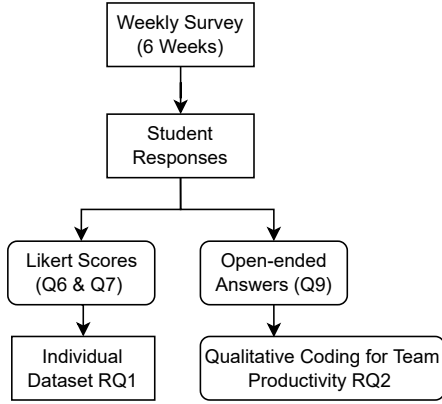 Weekly Survey
(6 Weeks)
Student
Responses
Likert Scores
(Q6 & Q7)
Open-ended
Answers (Q9)
Individual
Dataset RQ1
Qualitative Coding for Team
Productivity RQ2